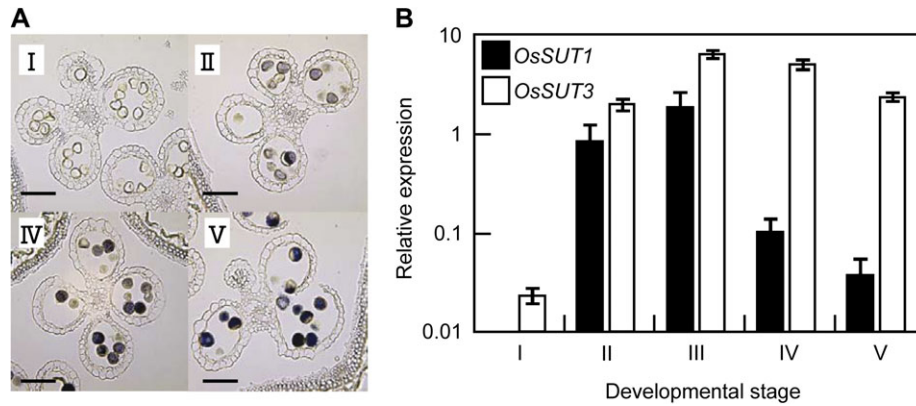 A
I
II
IV
V
B
OsSUT1
OsSUT3
Relative expression
10
1
0.1
0.01
I
II
III
IV
V
Developmental stage